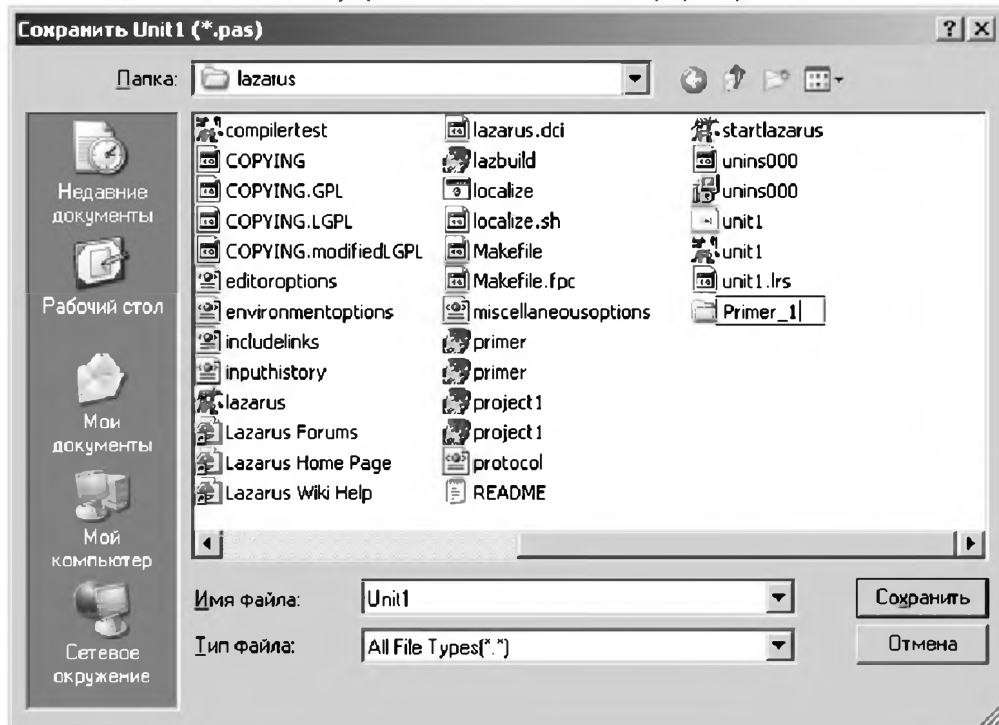 Сохранить Unit1 (*.pas)
Папка:
lazarus
Недавние
документы
Рабочий стол
Мои
документы
Мой
компьютер
Сетевое
окружение
compilertest
COPYING
COPYING.GPL
COPYING.LGPL
COPYING.modifiedLGPL
editoroptions
environmentoptions
includelinks
inputhistory
lazarus
Lazarus Forums
Lazarus Home Page
Lazarus Wiki Help
lazarus.dci
lazbuild
localize
localize.sh
Makefile
Makefile.fpc
miscellaneousoptions
primer
primer
project1
project1
protocol
README
startlazarus
unins000
unins000
unit1
unit1
unit1.lrs
Primer_1
Имя файла:
Unit1
Сохранить
Тип файла:
All File Types(*.*)
Отмена